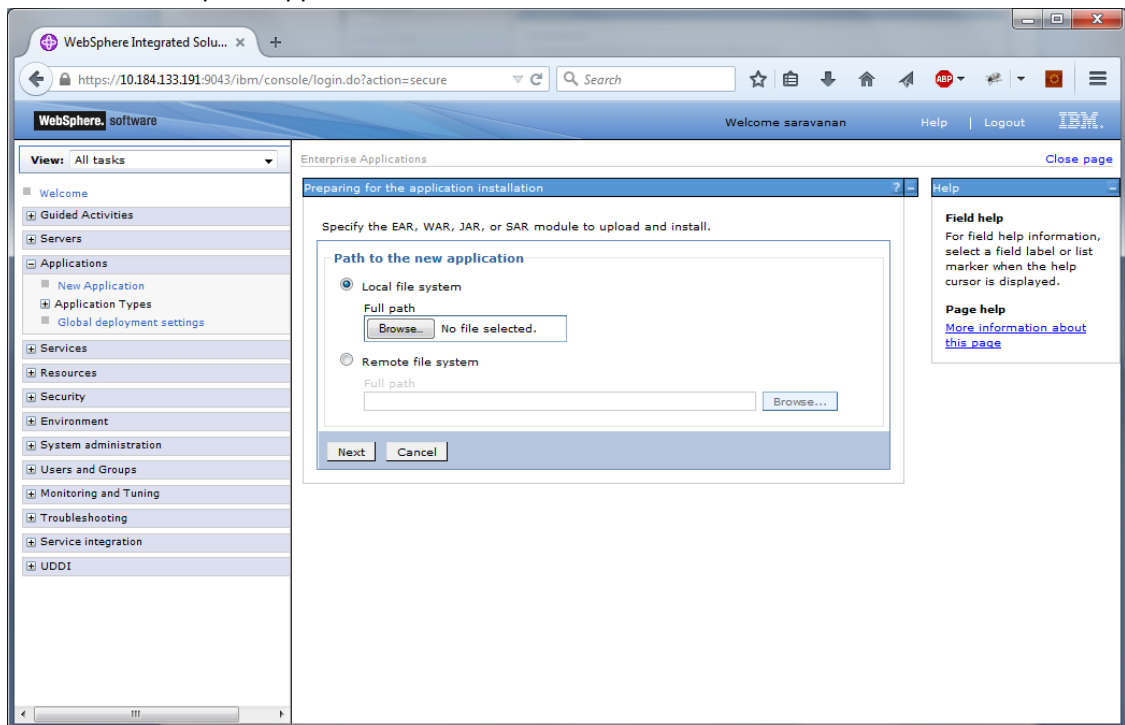 WebSphere Integrated Solu... × +
https://10.184.133.191:9043/ibm/console/login.do?action=secure Search ABP
WebSphere. software Welcome saravanan Help | Logout IBM.
View: All tasks
Welcome
Guided Activities
Servers
Applications
New Application
Application Types
Global deployment settings
Services
Resources
Security
Environment
System administration
Users and Groups
Monitoring and Tuning
Troubleshooting
Service integration
UDDI
Enterprise Applications Close page
Preparing for the application installation ? -
Specify the EAR, WAR, JAR, or SAR module to upload and install.
Path to the new application
Local file system
Full path
Browse... No file selected.
Remote file system
Full path
Browse...
Next Cancel
Help -
Field help
For field help information,
select a field label or list
marker when the help
cursor is displayed.
Page help
More information about
this page